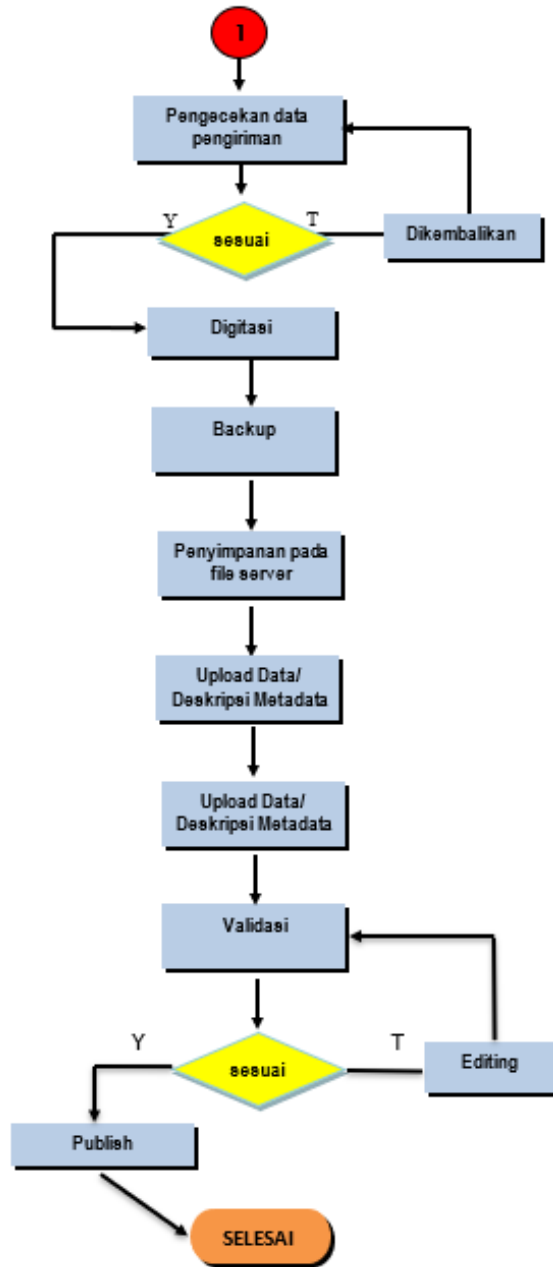 1
Pengecekan data
pengiriman
Y
T
sesuai
Dikembalikan
Digitasi
Backup
Penyimpanan pada
file server
Upload Data/
Deskripsi Metadata
Upload Data/
Deskripsi Metadata
Validasi
Y
T
sesuai
Editing
Publish
SELESAI